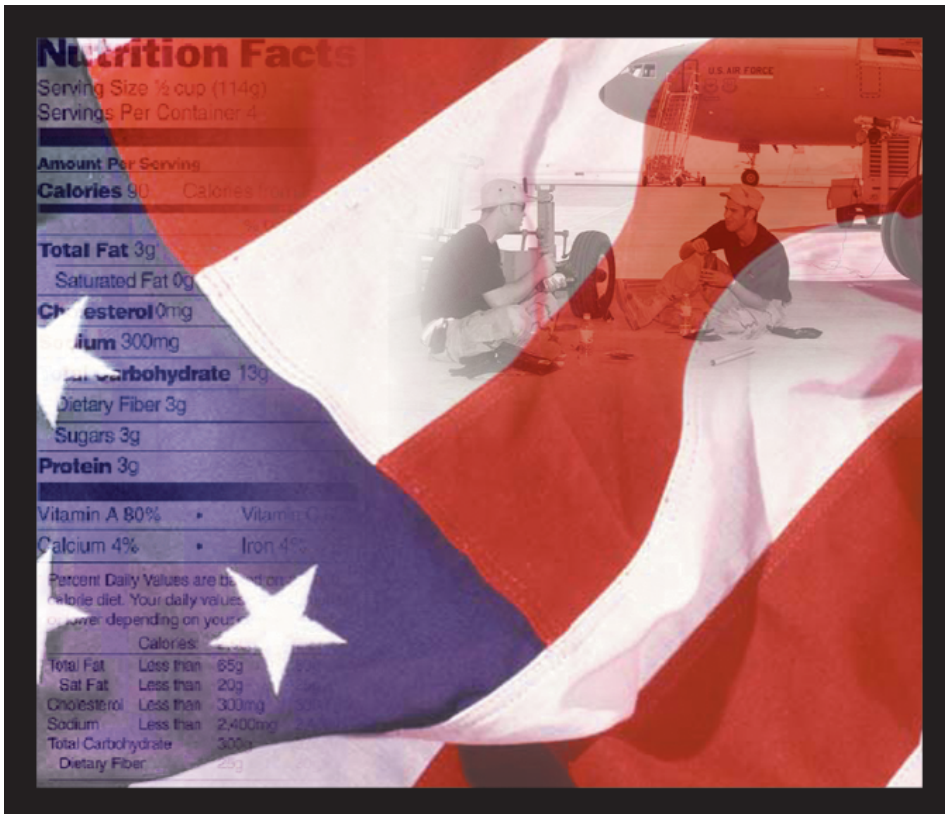 Nutrition Facts
Serving Size ½ cup (114g)
Servings Per Container 4
Amount Per Serving
Calories 90 Calories from
Total Fat 3g
Saturated Fat 0g
Cholesterol 0mg
Sodium 300mg
Total Carbohydrate 13g
Dietary Fiber 3g
Sugars 3g
Protein 3g
Vitamin A 80% • Vitamin C
Calcium 4% • Iron 4%
Percent Daily Values are based on
calorie diet. Your daily values
or lower depending on your
Calories:
Total Fat Less than 65g
Sat Fat Less than 20g
Cholesterol Less than 300mg
Sodium Less than 2,400mg
Total Carbohydrate 300g
Dietary Fiber 25g
U.S. AIR FORCE